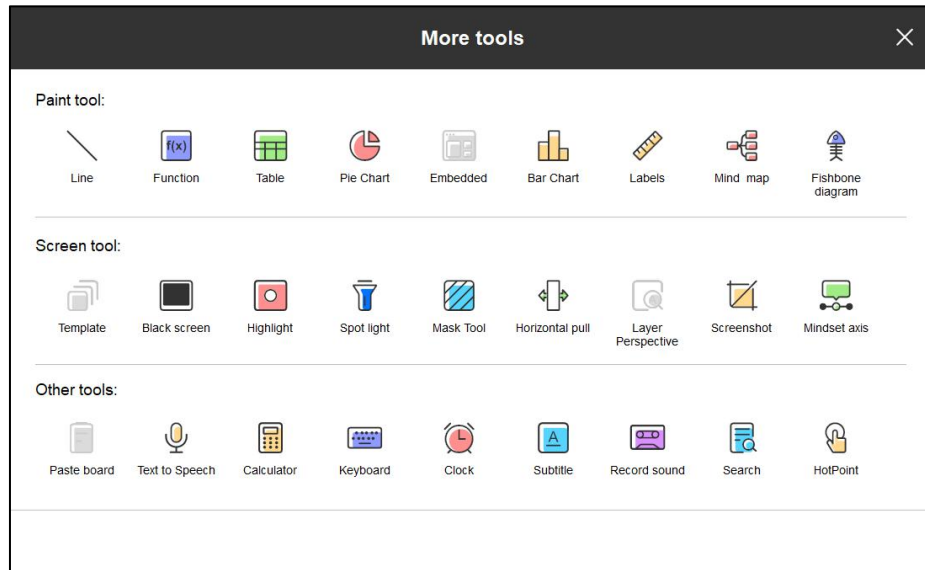 More tools
Paint tool:
Line
f(x)
Function
Table
Pie Chart
Embedded
Bar Chart
Labels
Mind map
Fishbone
diagram
Screen tool:
Template
Black screen
Highlight
Spot light
Mask Tool
Horizontal pull
Layer
Perspective
Screenshot
Mindset axis
Other tools:
Paste board
Text to Speech
Calculator
Keyboard
Clock
A
Subtitle
Record sound
Search
HotPoint